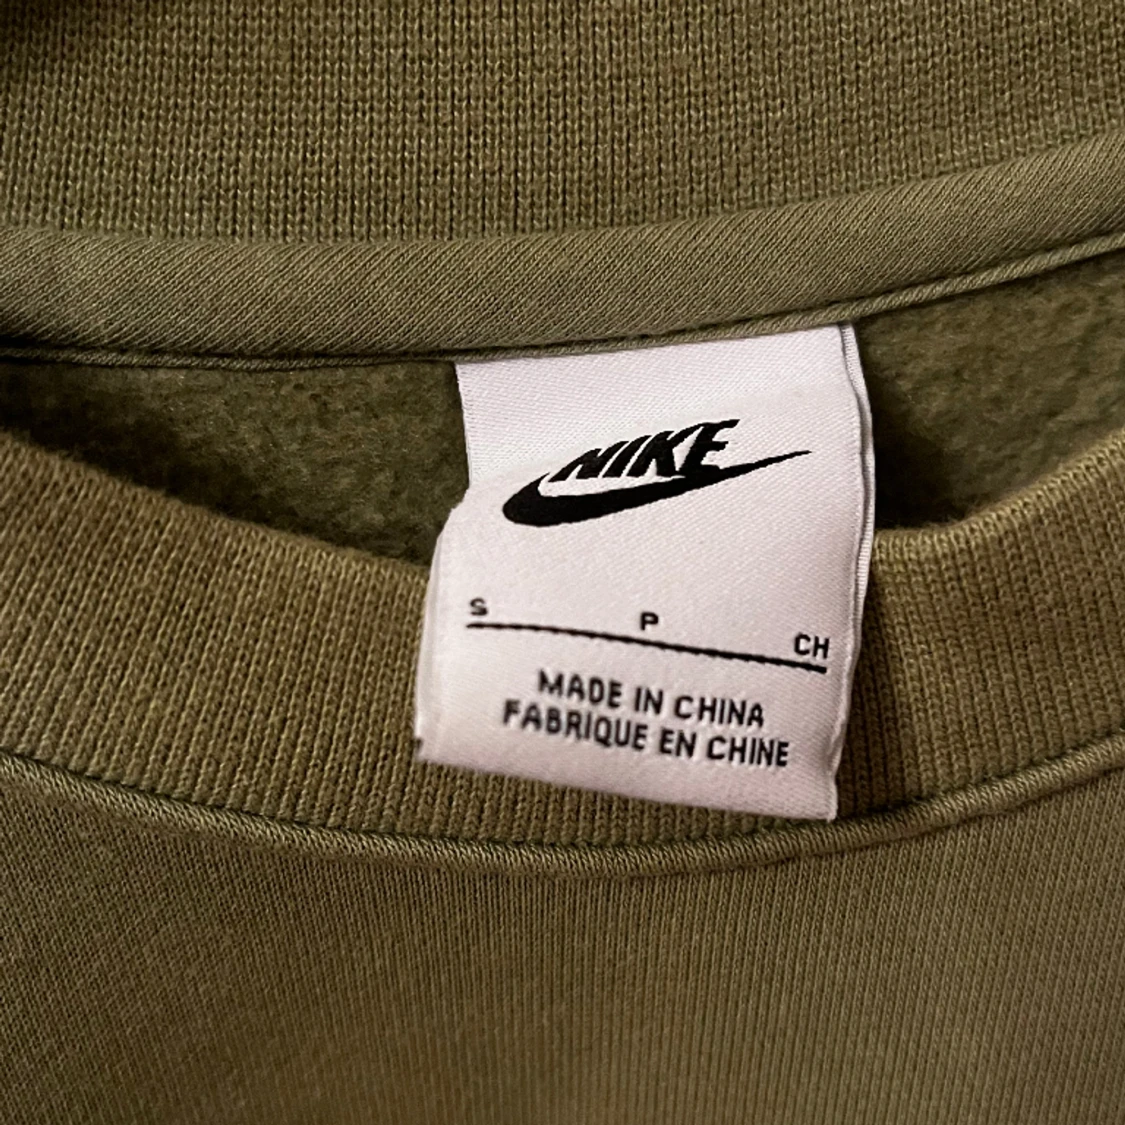 NIKE
S P CH
MADE IN CHINA
FABRIQUE EN CHINE